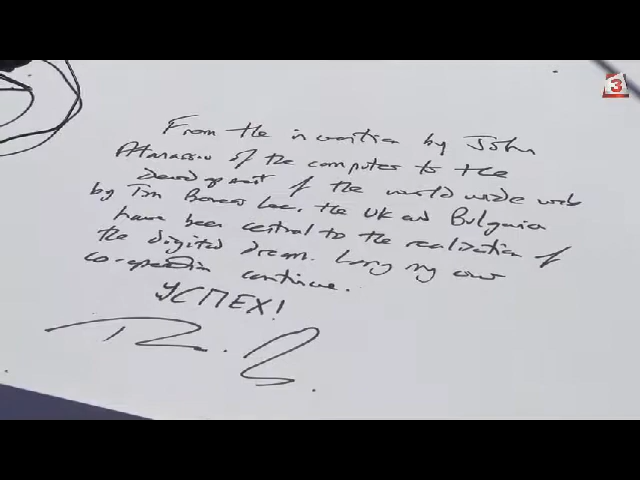 3
From the invention by John
Atanassov of the computer to the
development of the world wide web
by Tim Berners Lee, the UK and Bulgaria
have been central to the realization of
the digital dream. Long may our
co-operation continue.
УСПЕХ!